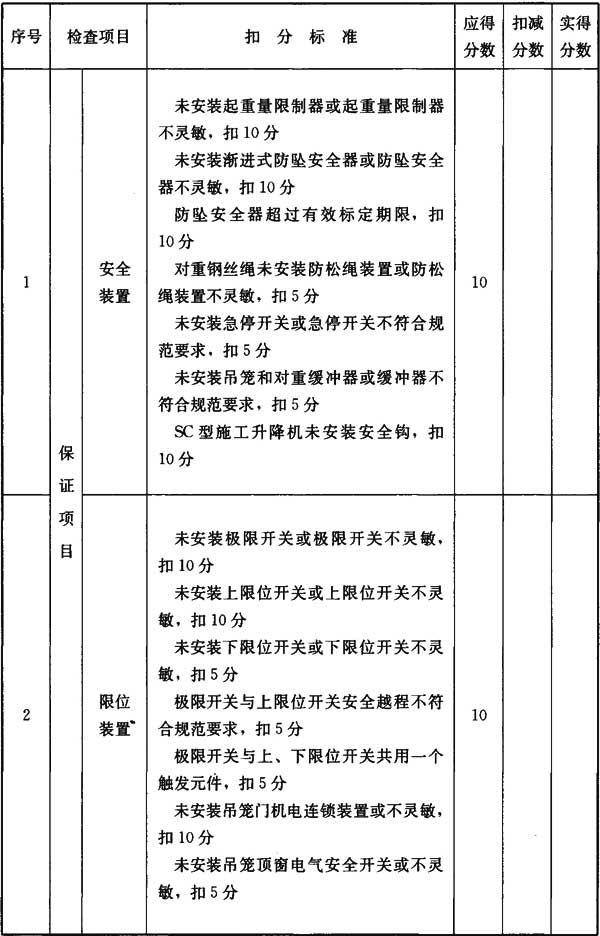 序号 检查项目 扣分标准 应得分数 扣减分数 实得分数
1
保证项目
安全
装置
未安装起重量限制器或起重量限制器
不灵敏，扣10分
未安装渐进式防坠安全器或防坠安全
器不灵敏，扣10分
防坠安全器超过有效标定期限，扣
10分
对重钢丝绳未安装防松绳装置或防松
绳装置不灵敏，扣5分
未安装急停开关或急停开关不符合规
范要求，扣5分
未安装吊笼和对重缓冲器或缓冲器不
符合规范要求，扣5分
SC型施工升降机未安装安全钩，扣
10分
10
2
限位
装置
未安装极限开关或极限开关不灵敏，
扣10分
未安装上限位开关或上限位开关不灵
敏，扣10分
未安装下限位开关或下限位开关不灵
敏，扣5分
极限开关与上限位开关安全越程不符
合规范要求，扣5分
极限开关与上、下限位开关共用一个
触发元件，扣5分
未安装吊笼门机电连锁装置或不灵敏，
扣10分
未安装吊笼顶窗电气安全开关或不灵
敏，扣5分
10